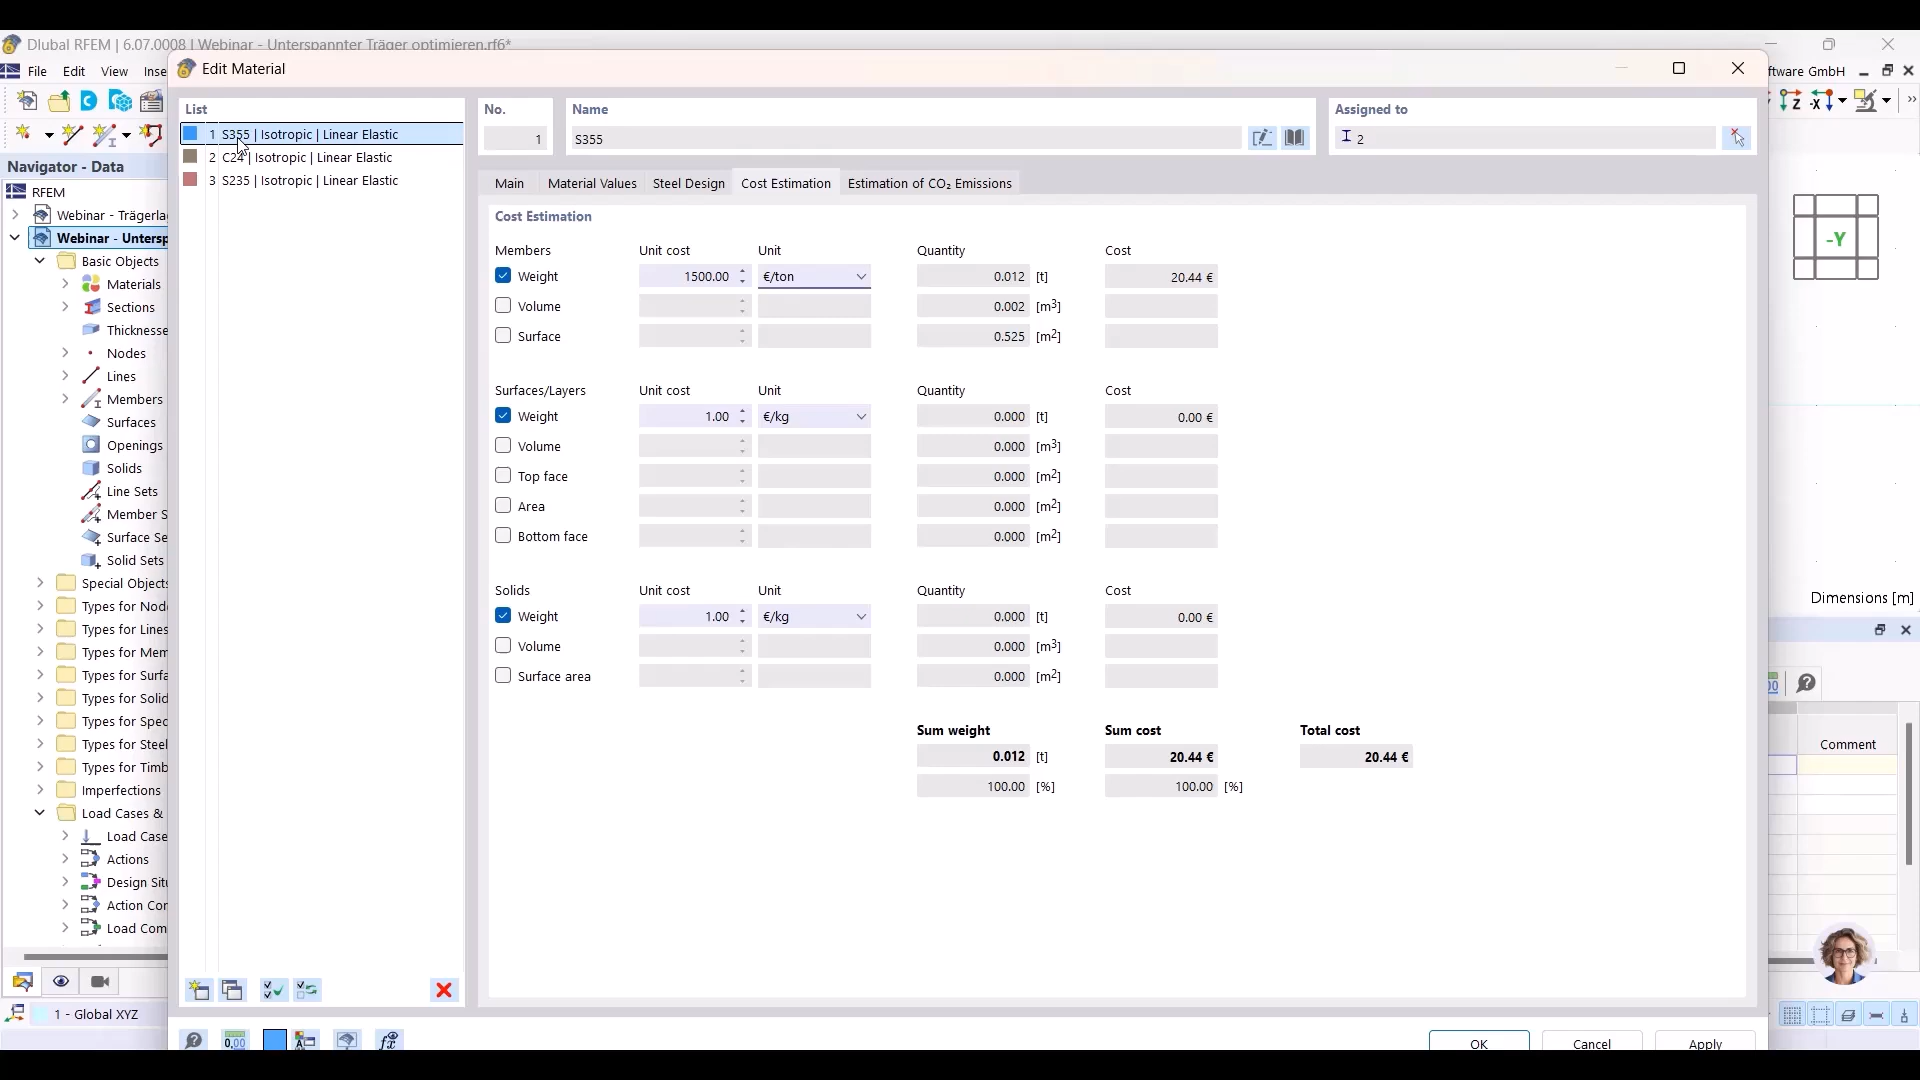 Dlubal RFEM | 6.07.0008 | Webinar - Unterspannter Träger optimieren.rf6*
File Edit View Inse
ftware GmbH
Edit Material
List
1 S355 | Isotropic | Linear Elastic
2 C24 | Isotropic | Linear Elastic
3 S235 | Isotropic | Linear Elastic
No.
1
Name
S355
Assigned to
2
Main Material Values Steel Design Cost Estimation Estimation of CO₂ Emissions
Cost Estimation
Members Unit cost Unit Quantity Cost
Weight 1500.00 €/ton 0.012 [t] 20.44 €
Volume 0.002 [m3]
Surface 0.525 [m2]
Surfaces/Layers Unit cost Unit Quantity Cost
Weight 1.00 €/kg 0.000 [t] 0.00 €
Volume 0.000 [m3]
Top face 0.000 [m2]
Area 0.000 [m2]
Bottom face 0.000 [m2]
Solids Unit cost Unit Quantity Cost
Weight 1.00 €/kg 0.000 [t] 0.00 €
Volume 0.000 [m3]
Surface area 0.000 [m2]
Sum weight Sum cost Total cost
0.012 [t] 20.44 € 20.44 €
100.00 [%] 100.00 [%]
OK Cancel Apply
Navigator - Data
RFEM
Webinar - Trägerla
Webinar - Untersp
Basic Objects
Materials
Sections
Thicknesse
Nodes
Lines
Members
Surfaces
Openings
Solids
Line Sets
Member S
Surface Se
Solid Sets
Special Objects
Types for Nod
Types for Lines
Types for Mem
Types for Surfa
Types for Solid
Types for Spec
Types for Steel
Types for Timb
Imperfections
Load Cases &
Load Case
Actions
Design Situ
Action Cor
Load Com
1 - Global XYZ
-Y
Dimensions [m]
Comment